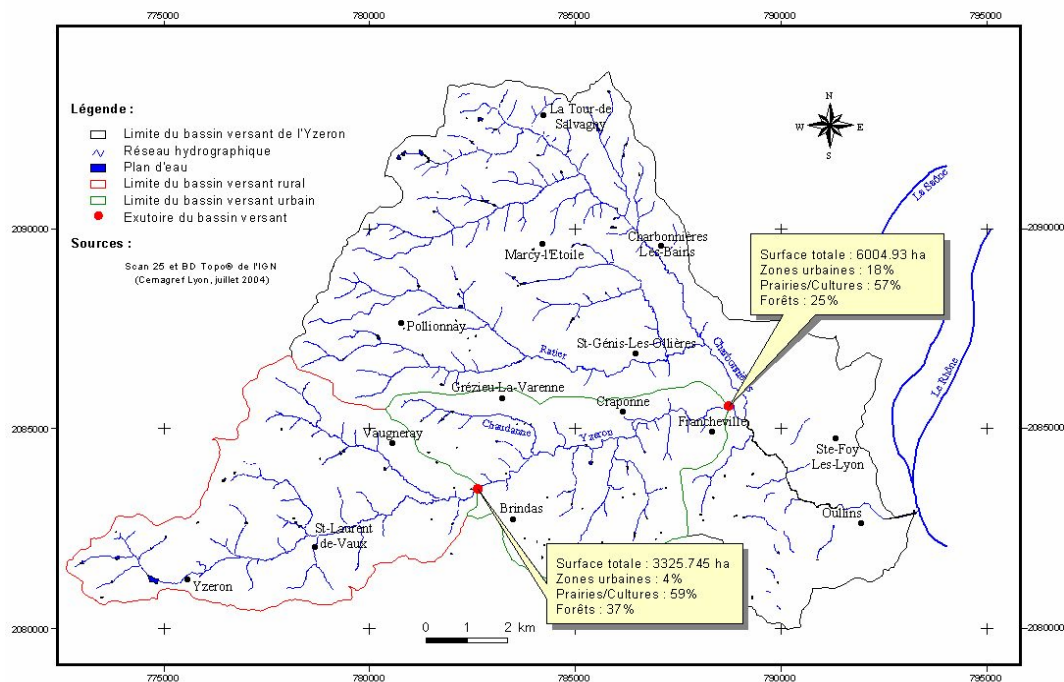 775000 780000 785000 790000 795000
Légende :
Limite du bassin versant de l'Yzeron
Réseau hydrographique
Plan d'eau
Limite du bassin versant rural
Limite du bassin versant urbain
Exutoire du bassin versant
Sources :
Scan 25 et BD Topo® de l'IGN
(Cemagref Lyon, juillet 2004)
N
W E
S
La Tour-de
Salvagny
La Saône
2090000 2090000
Charbonnières
Les-Bains
Marcy-l'Etoile
Surface totale : 6004.93 ha
Zones urbaines : 18%
Prairies/Cultures : 57%
Forêts : 25%
Pollionnay
Ratier
St-Génis-Les-Ollières
Charbonnières
Le Rhône
Grézieu-La-Varenne
Craponne
Chaudanne
Yzeron
Francheville
Vaugneray
2085000 2085000
Ste-Foy
Les-Lyon
Brindas
Oullins
St-Laurent
de-Vaux
Yzeron
Surface totale : 3325.745 ha
Zones urbaines : 4%
Prairies/Cultures : 59%
Forêts : 37%
2080000 2080000
0 1 2 km
775000 780000 785000 790000 795000